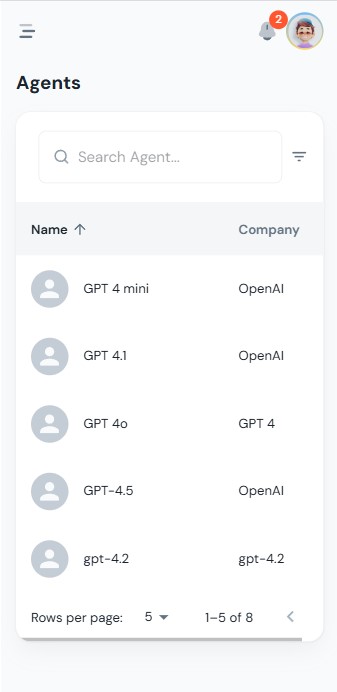 2
Agents
Search Agent...
Name Company
GPT 4 mini OpenAI
GPT 4.1 OpenAI
GPT 4o GPT 4
GPT-4.5 OpenAI
gpt-4.2 gpt-4.2
Rows per page: 5 1–5 of 8